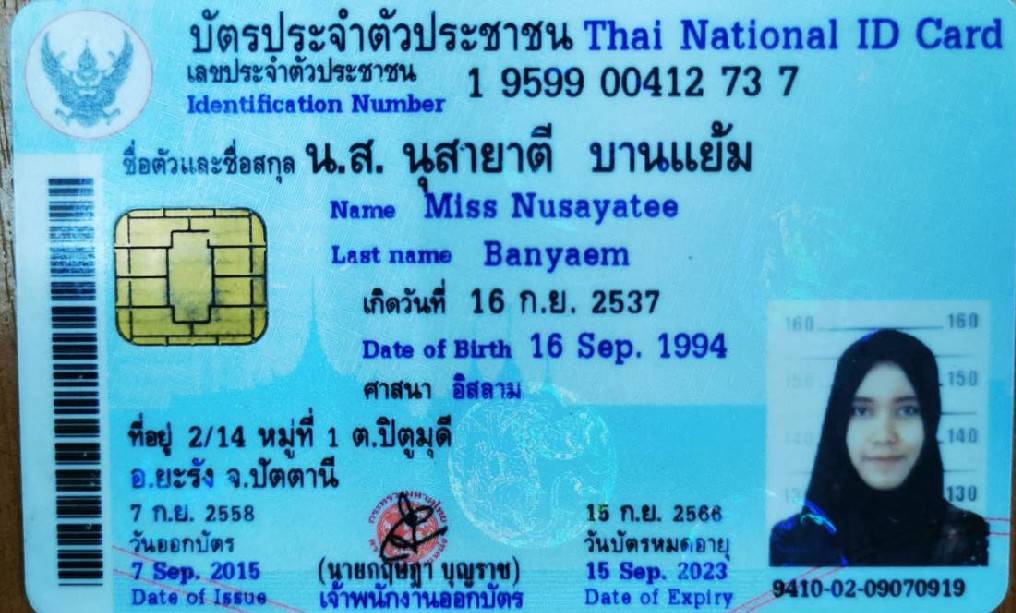 บัตรประจำตัวประชาชน Thai National ID Card
เลขประจำตัวประชาชน
Identification Number 1 9599 00412 73 7
ชื่อตัวและชื่อสกุล น.ส. นุสายาตี บานแย้ม
Name Miss Nusayatee
Last name Banyaem
เกิดวันที่ 16 ก.ย. 2537
Date of Birth 16 Sep. 1994
ศาสนา อิสลาม
ที่อยู่ 2/14 หมู่ที่ 1 ต.ปิตูมุดี
อ.ยะรัง จ.ปัตตานี
7 ก.ย. 2558
วันออกบัตร
7 Sep. 2015
Date of Issue
(นายกฤษฎา บุญราช)
เจ้าพนักงานออกบัตร
15 ก.ย. 2566
วันบัตรหมดอายุ
15 Sep. 2023
Date of Expiry
160 160
150 150
140 140
130
9410-02-09070919